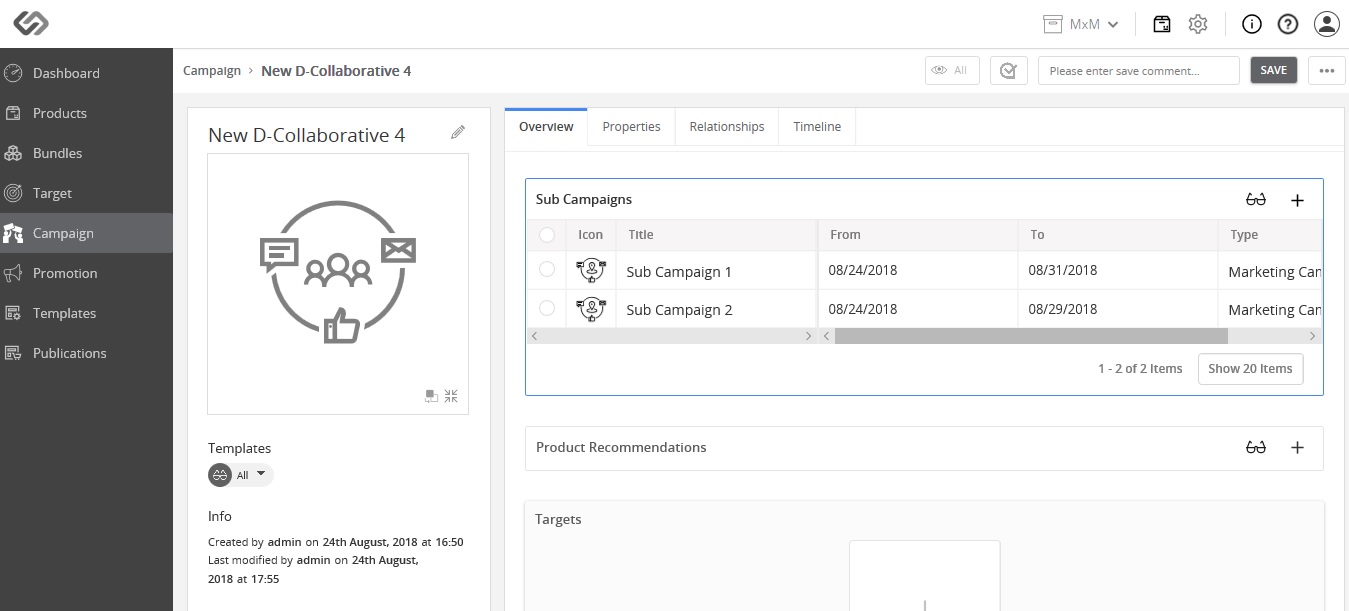 MxM
Dashboard
Products
Bundles
Target
Campaign
Promotion
Templates
Publications
Campaign › New D-Collaborative 4
All
Please enter save comment...
SAVE
New D-Collaborative 4
Templates
All
Info
Created by admin on 24th August, 2018 at 16:50
Last modified by admin on 24th August,
2018 at 17:55
Overview Properties Relationships Timeline
Sub Campaigns
Icon Title From To Type
Sub Campaign 1 08/24/2018 08/31/2018 Marketing Can
Sub Campaign 2 08/24/2018 08/29/2018 Marketing Can
1 - 2 of 2 Items Show 20 Items
Product Recommendations
Targets